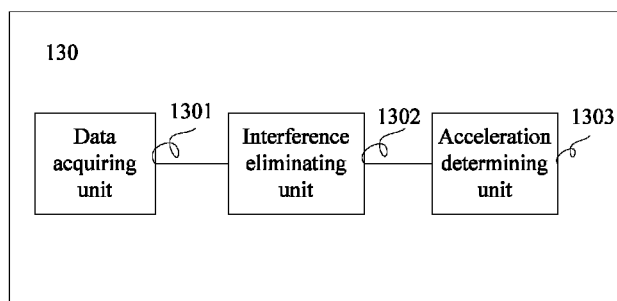 130
1301
1302
1303
Data
acquiring
unit
Interference
eliminating
unit
Acceleration
determining
unit